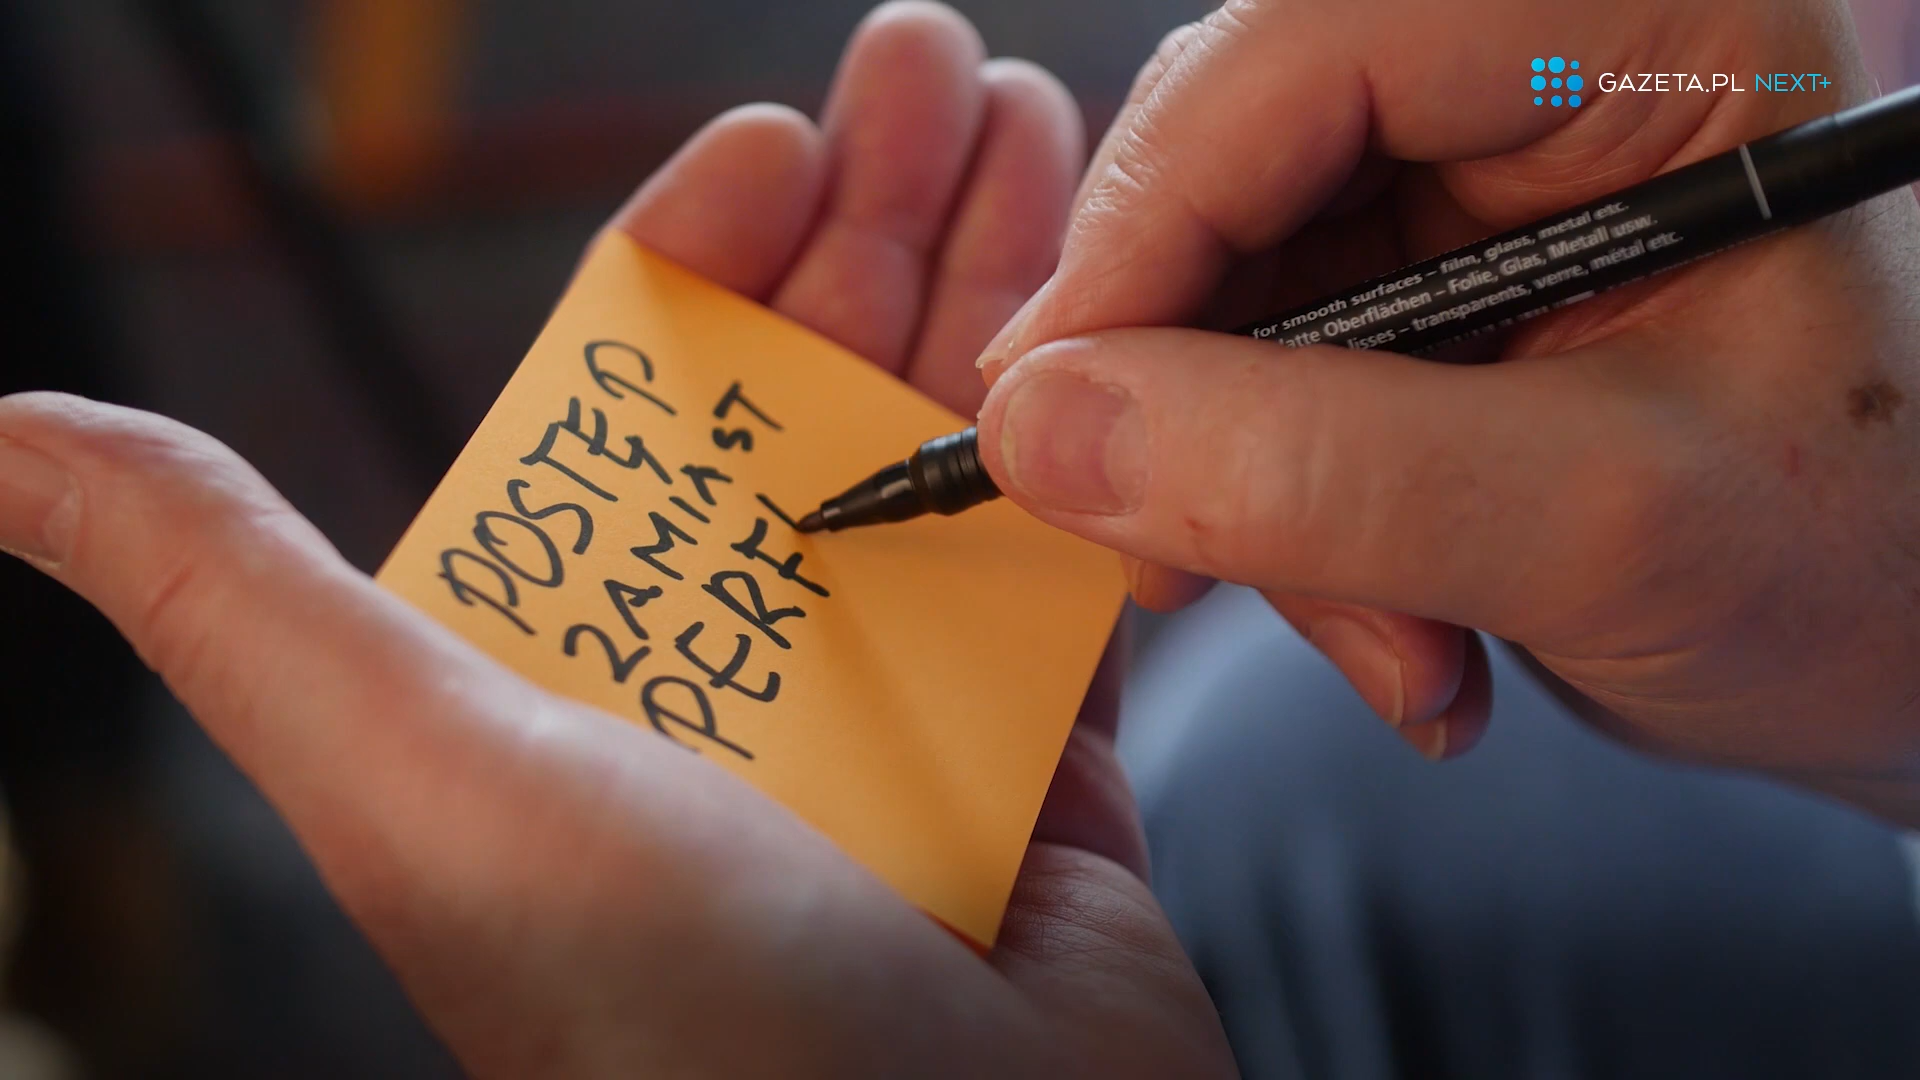 GAZETA.PL NEXT+
for smooth surfaces – film, glass, metal etc.
latte Oberflächen – Folie, Glas, Metall usw.
lisses – transparents, verre, métal etc.
POSTĘP
ZAMIAST
PERF